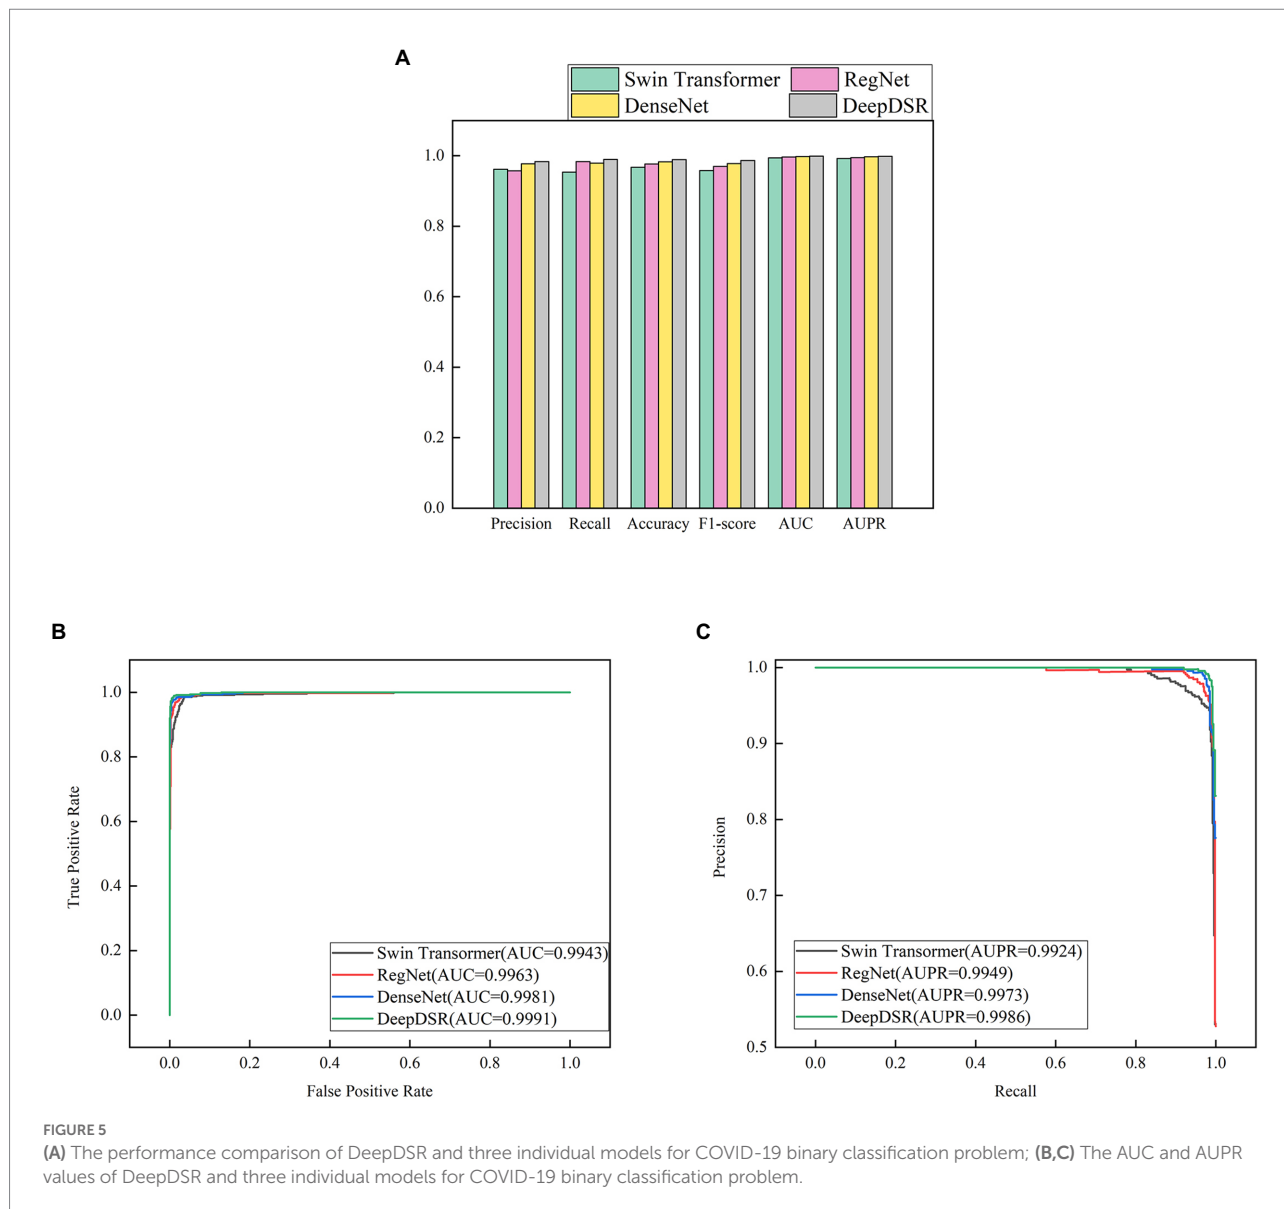 A
Swin Transformer
RegNet
DenseNet
DeepDSR
1.0
0.8
0.6
0.4
0.2
0.0
Precision
Recall
Accuracy
F1-score
AUC
AUPR
B
1.0
0.8
0.6
0.4
0.2
0.0
True Positive Rate
Swin Transormer(AUC=0.9943)
RegNet(AUC=0.9963)
DenseNet(AUC=0.9981)
DeepDSR(AUC=0.9991)
0.0
0.2
0.4
0.6
0.8
1.0
False Positive Rate
C
1.0
0.9
0.8
0.7
0.6
0.5
Precision
Swin Transormer(AUPR=0.9924)
RegNet(AUPR=0.9949)
DenseNet(AUPR=0.9973)
DeepDSR(AUPR=0.9986)
0.0
0.2
0.4
0.6
0.8
1.0
Recall
FIGURE 5
(A) The performance comparison of DeepDSR and three individual models for COVID-19 binary classification problem; (B,C) The AUC and AUPR
values of DeepDSR and three individual models for COVID-19 binary classification problem.